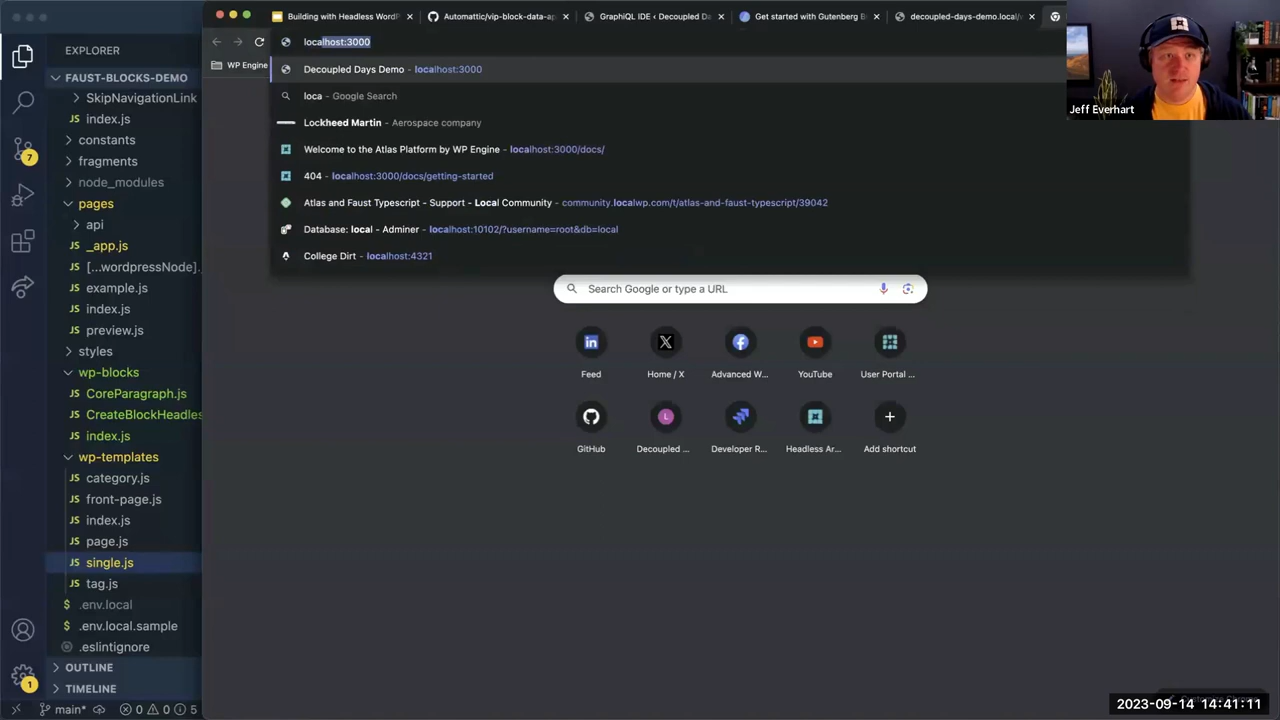 EXPLORER
FAUST-BLOCKS-DEMO
SkipNavigationLink
index.js
constants
fragments
node_modules
pages
api
_app.js
[...wordpressNode].
example.js
index.js
preview.js
styles
wp-blocks
CoreParagraph.js
CreateBlockHeadles
index.js
wp-templates
category.js
front-page.js
index.js
page.js
single.js
tag.js
.env.local
.env.local.sample
.eslintignore
OUTLINE
TIMELINE
main*
0 0 5
7
1
Building with Headless WordP
Automattic/vip-block-data-ap
GraphiQL IDE ‹ Decoupled Da
Get started with Gutenberg B
decoupled-days-demo.local/
localhost:3000
WP Engine
Decoupled Days Demo - localhost:3000
loca - Google Search
Lockheed Martin - Aerospace company
Welcome to the Atlas Platform by WP Engine - localhost:3000/docs/
404 - localhost:3000/docs/getting-started
Atlas and Faust Typescript - Support - Local Community - community.localwp.com/t/atlas-and-faust-typescript/39042
Database: local - Adminer - localhost:10102/?username=root&db=local
College Dirt - localhost:4321
Search Google or type a URL
Feed
Home / X
Advanced W...
YouTube
User Portal ...
GitHub
L
Decoupled ...
Developer R...
Headless Ar...
Add shortcut
Jeff Everhart
2023-09-14 14:41:11